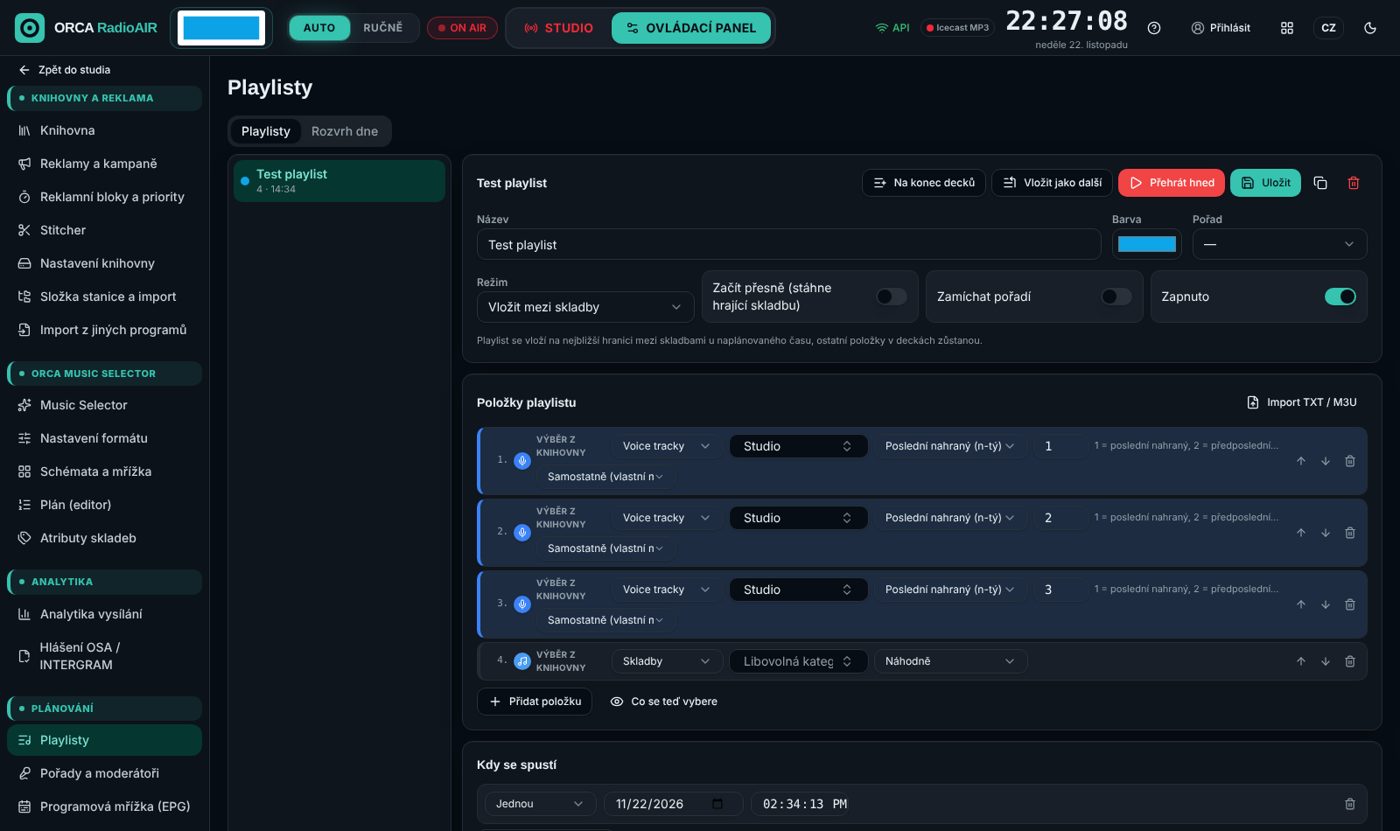 ORCA RadioAIR
AUTO
RUČNĚ
ON AIR
STUDIO
OVLÁDACÍ PANEL
API
Icecast MP3
22:27:08
neděle 22. listopadu
Přihlásit
CZ
Zpět do studia
KNIHOVNY A REKLAMA
Knihovna
Reklamy a kampaně
Reklamní bloky a priority
Stitcher
Nastavení knihovny
Složka stanice a import
Import z jiných programů
ORCA MUSIC SELECTOR
Music Selector
Nastavení formátu
Schémata a mřížka
Plán (editor)
Atributy skladeb
ANALYTIKA
Analytika vysílání
Hlášení OSA /
INTERGRAM
PLÁNOVÁNÍ
Playlisty
Pořady a moderátoři
Programová mřížka (EPG)
Playlisty
Playlisty
Rozvrh dne
Test playlist
4 · 14:34
Test playlist
Na konec decků
Vložit jako další
Přehrát hned
Uložit
Název
Barva
Pořad
Test playlist
—
Režim
Vložit mezi skladby
Začít přesně (stáhne
hrající skladbu)
Zamíchat pořadí
Zapnuto
Playlist se vloží na nejbližší hranici mezi skladbami u naplánovaného času, ostatní položky v deckách zůstanou.
Položky playlistu
Import TXT / M3U
1.
VÝBĚR Z
KNIHOVNY
Voice tracky
Studio
Poslední nahraný (n-tý)
1
1 = poslední nahraný, 2 = předposlední…
Samostatně (vlastní n
2.
VÝBĚR Z
KNIHOVNY
Voice tracky
Studio
Poslední nahraný (n-tý)
2
1 = poslední nahraný, 2 = předposlední…
Samostatně (vlastní n
3.
VÝBĚR Z
KNIHOVNY
Voice tracky
Studio
Poslední nahraný (n-tý)
3
1 = poslední nahraný, 2 = předposlední…
Samostatně (vlastní n
4.
VÝBĚR Z
KNIHOVNY
Skladby
Libovolná kateg
Náhodně
Přidat položku
Co se teď vybere
Kdy se spustí
Jednou
11/22/2026
02:34:13 PM